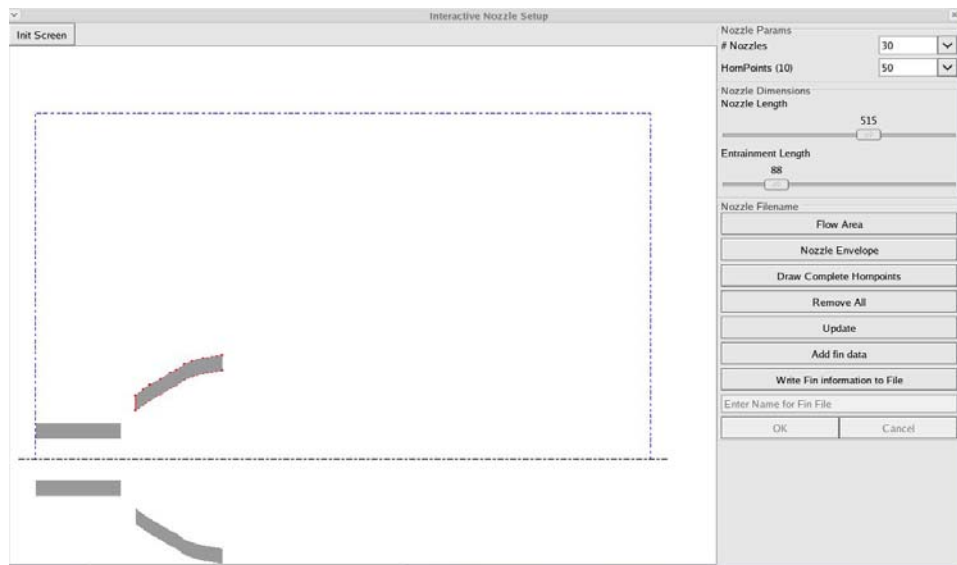 Interactive Nozzle Setup
Init Screen
Nozzle Params
# Nozzles
30
HornPoints (10)
50
Nozzle Dimensions
Nozzle Length
515
Entrainment Length
88
Nozzle Filename
Flow Area
Nozzle Envelope
Draw Complete Hornpoints
Remove All
Update
Add fin data
Write Fin information to File
Enter Name for Fin File
OK
Cancel